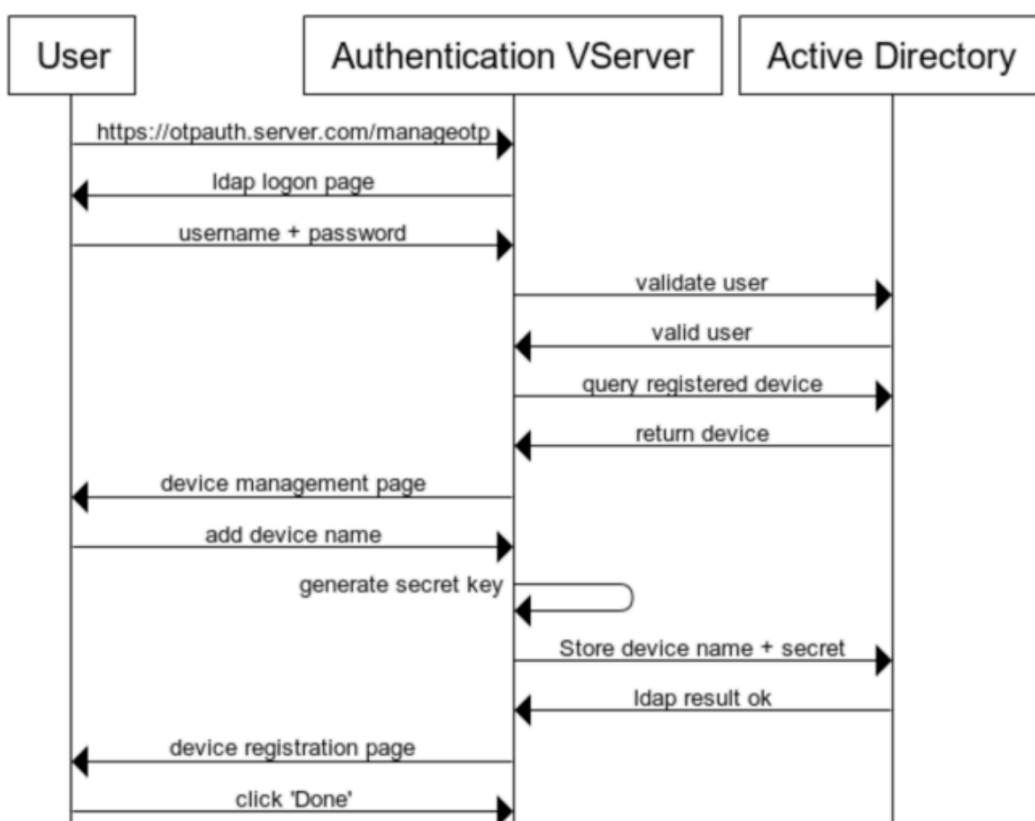 User
Authentication VServer
Active Directory
https://otpauth.server.com/manageotp
ldap logon page
username + password
validate user
valid user
query registered device
return device
device management page
add device name
generate secret key
Store device name + secret
ldap result ok
device registration page
click 'Done'